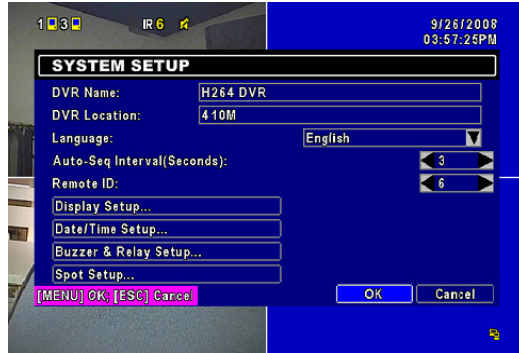 1 3 IR 6 9/26/2008
03:57:25PM
SYSTEM SETUP
DVR Name: H264 DVR
DVR Location: 410M
Language: English
Auto-Seq Interval(Seconds): 3
Remote ID: 6
Display Setup...
Date/Time Setup...
Buzzer & Relay Setup...
Spot Setup...
[MENU] OK; [ESC] Cancel OK Cancel